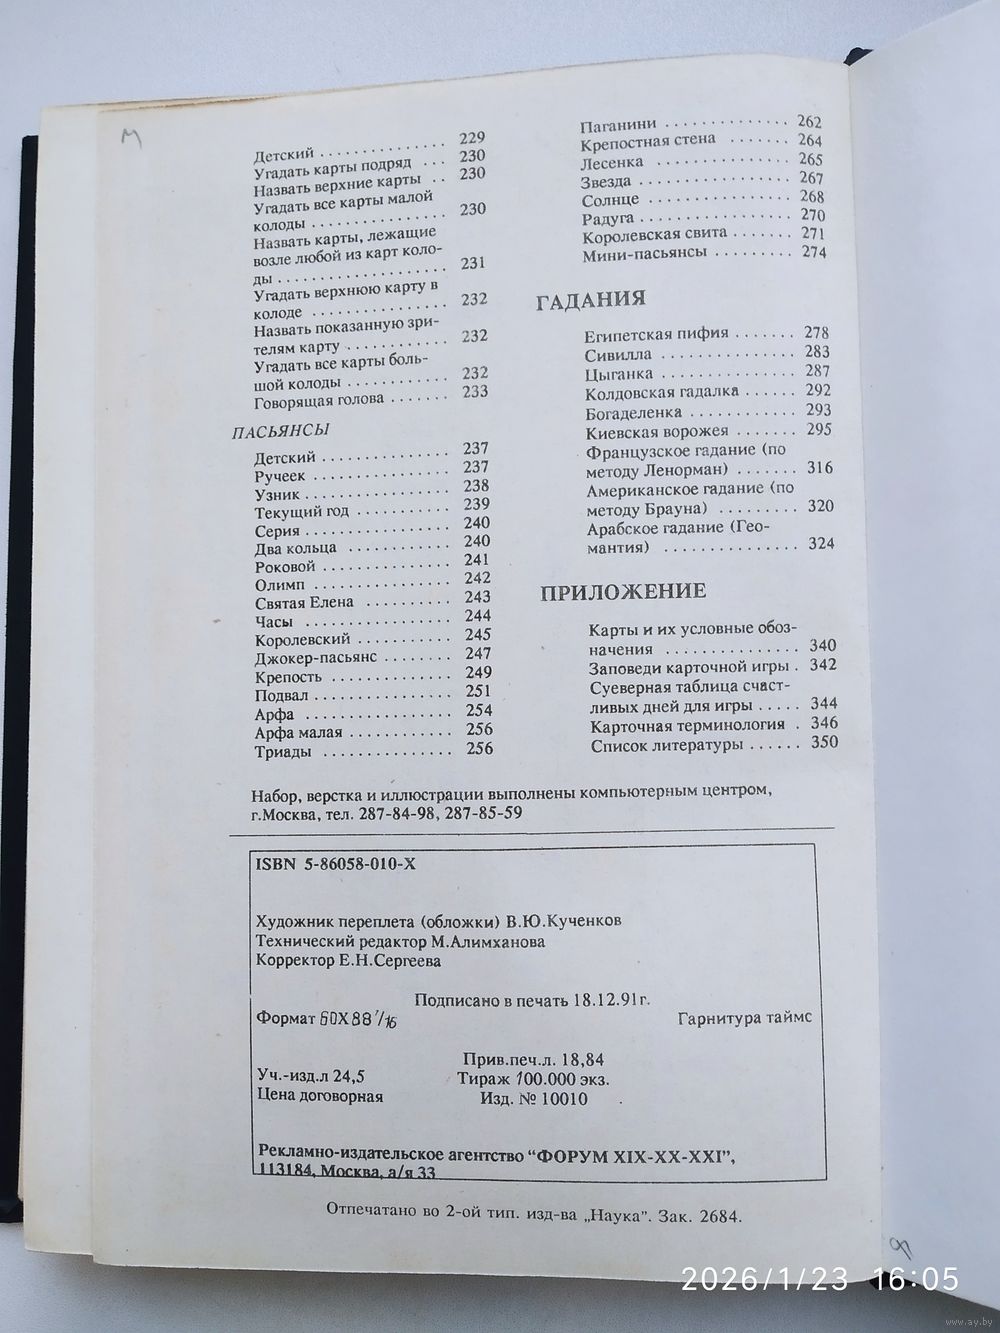 Детский . . . . . . . . . . . . . . 229
Угадать карты подряд . . . 230
Назвать верхние карты . . 230
Угадать все карты малой
колоды . . . . . . . . . . . . . . . 230
Назвать карты, лежащие
возле любой из карт коло-
ды . . . . . . . . . . . . . . . . . . . 231
Угадать верхнюю карту в
колоде . . . . . . . . . . . . . . . 232
Назвать показанную зри-
телям карту . . . . . . . . . . . 232
Угадать все карты боль-
шой колоды . . . . . . . . . . . 232
Говорящая голова . . . . . . . 233
ПАСЬЯНСЫ
Детский . . . . . . . . . . . . . . 237
Ручеек . . . . . . . . . . . . . . . 237
Узник . . . . . . . . . . . . . . . . 238
Текущий год . . . . . . . . . . . 239
Серия . . . . . . . . . . . . . . . . 240
Два кольца . . . . . . . . . . . . 240
Роковой . . . . . . . . . . . . . . 241
Олимп . . . . . . . . . . . . . . . 242
Святая Елена . . . . . . . . . . 243
Часы . . . . . . . . . . . . . . . . 244
Королевский . . . . . . . . . . . 245
Джокер-пасьянс . . . . . . . . 247
Крепость . . . . . . . . . . . . . 249
Подвал . . . . . . . . . . . . . . . 251
Арфа . . . . . . . . . . . . . . . . 254
Арфа малая . . . . . . . . . . . . 256
Триады . . . . . . . . . . . . . . 256
Паганини . . . . . . . . . . . . . . 262
Крепостная стена . . . . . . . 264
Лесенка . . . . . . . . . . . . . . . 265
Звезда . . . . . . . . . . . . . . . . 267
Солнце . . . . . . . . . . . . . . . 268
Радуга . . . . . . . . . . . . . . . . 270
Королевская свита . . . . . . . 271
Мини-пасьянсы . . . . . . . . . 274
ГАДАНИЯ
Египетская пифия . . . . . . . 278
Сивилла . . . . . . . . . . . . . . 283
Цыганка . . . . . . . . . . . . . . 287
Колдовская гадалка . . . . . . 292
Богаделенка . . . . . . . . . . . . 293
Киевская ворожея . . . . . . . 295
Французское гадание (по
методу Ленорман) . . . . . . . 316
Американское гадание (по
методу Брауна) . . . . . . . . . 320
Арабское гадание (Гео-
мантия) . . . . . . . . . . . . . . . 324
ПРИЛОЖЕНИЕ
Карты и их условные обоз-
начения . . . . . . . . . . . . . . . 340
Заповеди карточной игры . 342
Суеверная таблица счаст-
ливых дней для игры . . . . . 344
Карточная терминология . 346
Список литературы . . . . . . 350
Набор, верстка и иллюстрации выполнены компьютерным центром,
г.Москва, тел. 287-84-98, 287-85-59
ISBN 5-86058-010-X
Художник переплета (обложки) В.Ю.Кученков
Технический редактор М.Алимханова
Корректор Е.Н.Сергеева
Подписано в печать 18.12.91г.
Формат 60X88 1/16 Гарнитура таймс
Прив.печ.л. 18,84
Уч.-изд.л 24,5 Тираж 100.000 экз.
Цена договорная Изд. № 10010
Рекламно-издательское агентство “ФОРУМ XIX-XX-XXI”,
113184, Москва, а/я 33
Отпечатано во 2-ой тип. изд-ва „Наука”. Зак. 2684.
2026/1/23 16:05
www.ay.by